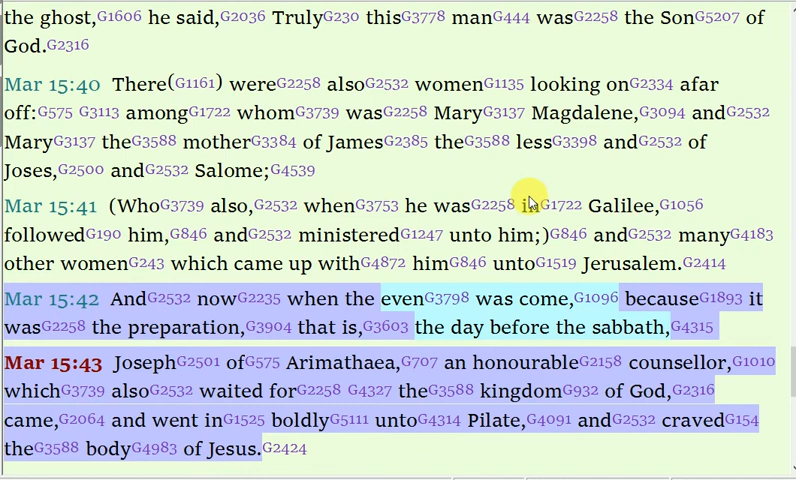 the ghost,G1606 he said,G2036 TrulyG230 thisG3778 manG444 wasG2258 the SonG5207 of
God.G2316
Mar 15:40 There(G1161) wereG2258 alsoG2532 womenG1135 looking onG2334 afar
off:G575 G3113 amongG1722 whomG3739 wasG2258 MaryG3137 Magdalene,G3094 andG2532
MaryG3137 theG3588 motherG3384 of JamesG2385 theG3588 lessG3398 andG2532 of
Joses,G2500 andG2532 Salome;G4539
Mar 15:41 (WhoG3739 also,G2532 whenG3753 he wasG2258 inG1722 Galilee,G1056
followedG190 him,G846 andG2532 ministeredG1247 unto him;)G846 andG2532 manyG4183
other womenG243 which came up withG4872 himG846 untoG1519 Jerusalem.G2414
Mar 15:42 AndG2532 nowG2235 when the evenG3798 was come,G1096 becauseG1893 it
wasG2258 the preparation,G3904 that is,G3603 the day before the sabbath,G4315
Mar 15:43 JosephG2501 ofG575 Arimathaea,G707 an honourableG2158 counsellor,G1010
whichG3739 alsoG2532 waited forG2258 G4327 theG3588 kingdomG932 of God,G2316
came,G2064 and went inG1525 boldlyG5111 untoG4314 Pilate,G4091 andG2532 cravedG154
theG3588 bodyG4983 of Jesus.G2424